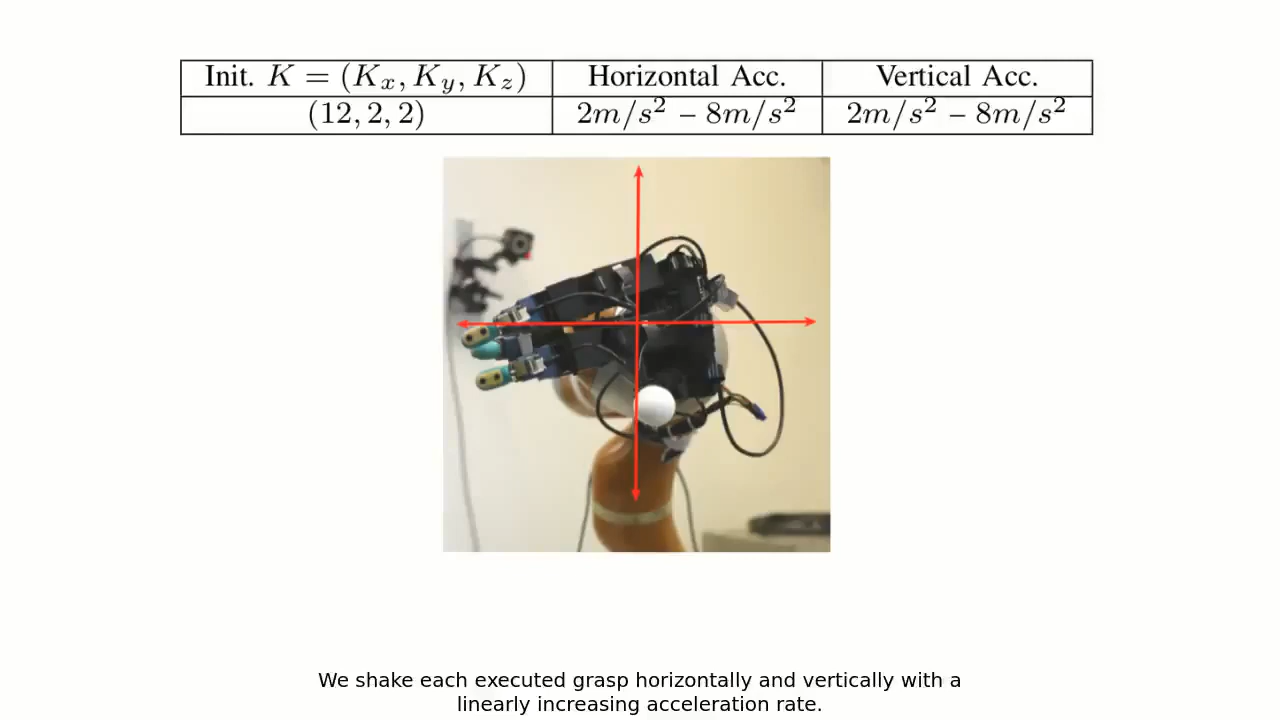 Init. K = (Kx, Ky, Kz) Horizontal Acc. Vertical Acc.
(12, 2, 2) 2m/s² – 8m/s² 2m/s² – 8m/s²
We shake each executed grasp horizontally and vertically with a
linearly increasing acceleration rate.